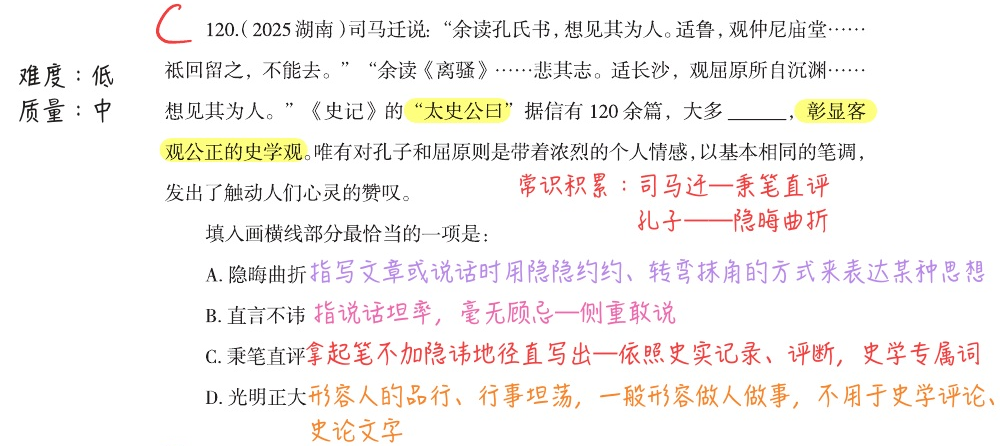 C 120.(2025湖南)司马迁说:“余读孔氏书,想见其为人。适鲁,观仲尼庙堂……
难度:低
祗回留之,不能去。”“余读《离骚》……悲其志。适长沙,观屈原所自沉渊……
质量:中
想见其为人。”《史记》的“太史公曰”据信有120余篇,大多______,彰显客
观公正的史学观。唯有对孔子和屈原则是带着浓烈的个人情感,以基本相同的笔调,
发出了触动人们心灵的赞叹。
常识积累:司马迁—秉笔直评
孔子——隐晦曲折
填入画横线部分最恰当的一项是:
A. 隐晦曲折 指写文章或说话时用隐隐约约、转弯抹角的方式来表达某种思想
B. 直言不讳 指说话坦率,毫无顾忌—侧重敢说
C. 秉笔直评 拿起笔不加隐讳地径直写出—依照史实记录、评断,史学专属词
D. 光明正大 形容人的品行、行事坦荡,一般形容做人做事,不用于史学评论、
史论文字